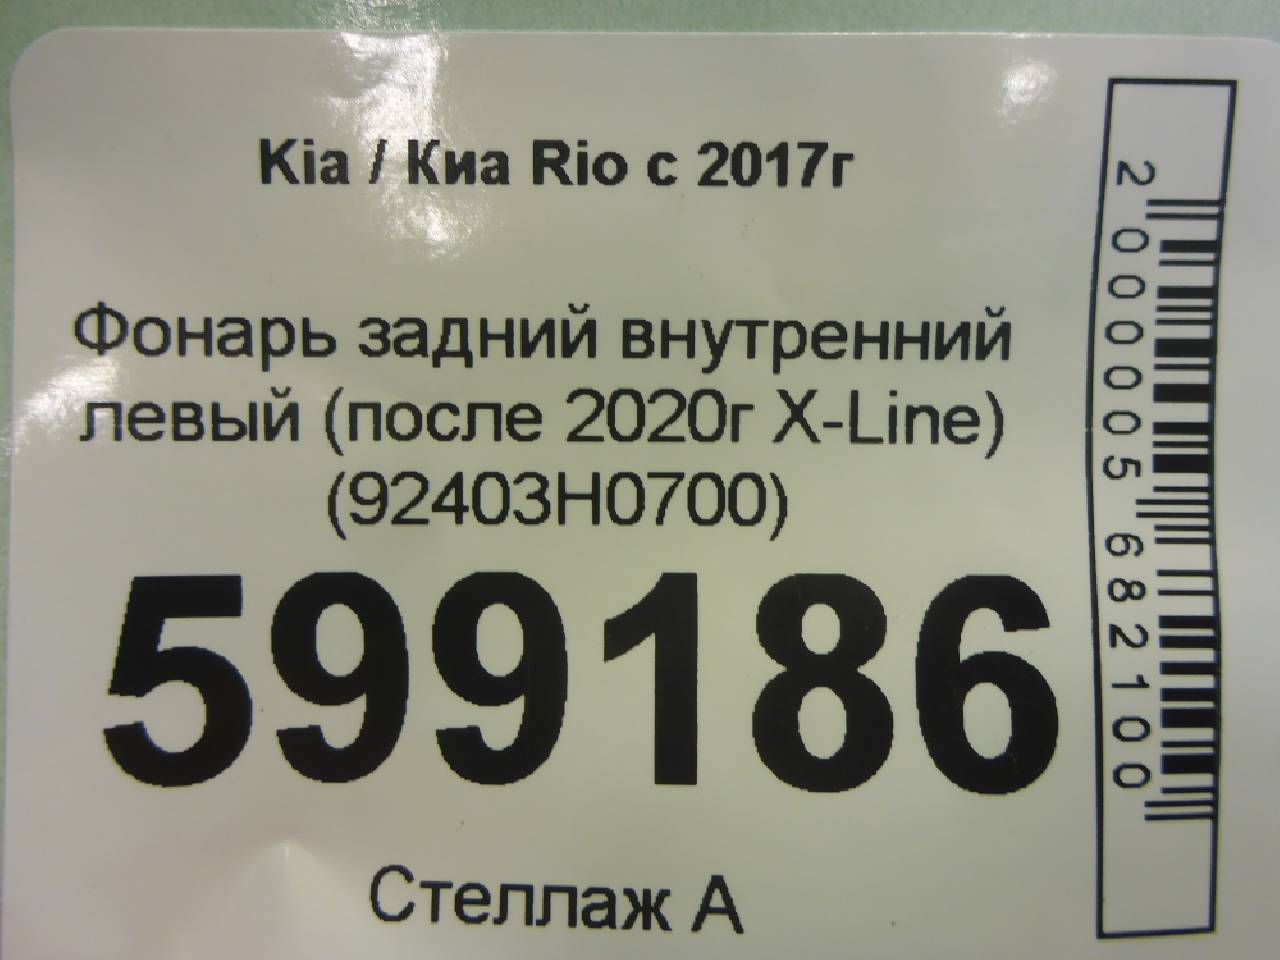 Kia / Киа Rio с 2017г
Фонарь задний внутренний
левый (после 2020г X-Line)
(92403H0700)
599186
Стеллаж А
2000005682100